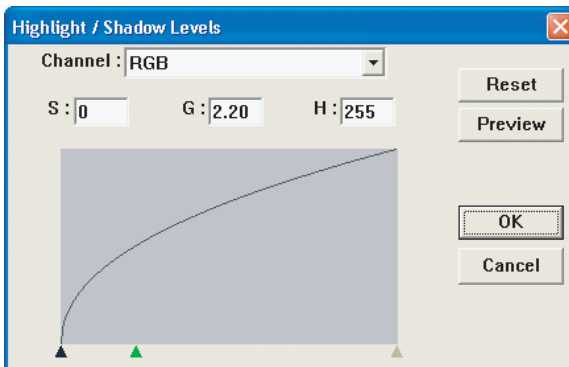 Highlight / Shadow Levels
Channel : RGB
Reset
S : 0 G : 2.20 H : 255
Preview
OK
Cancel